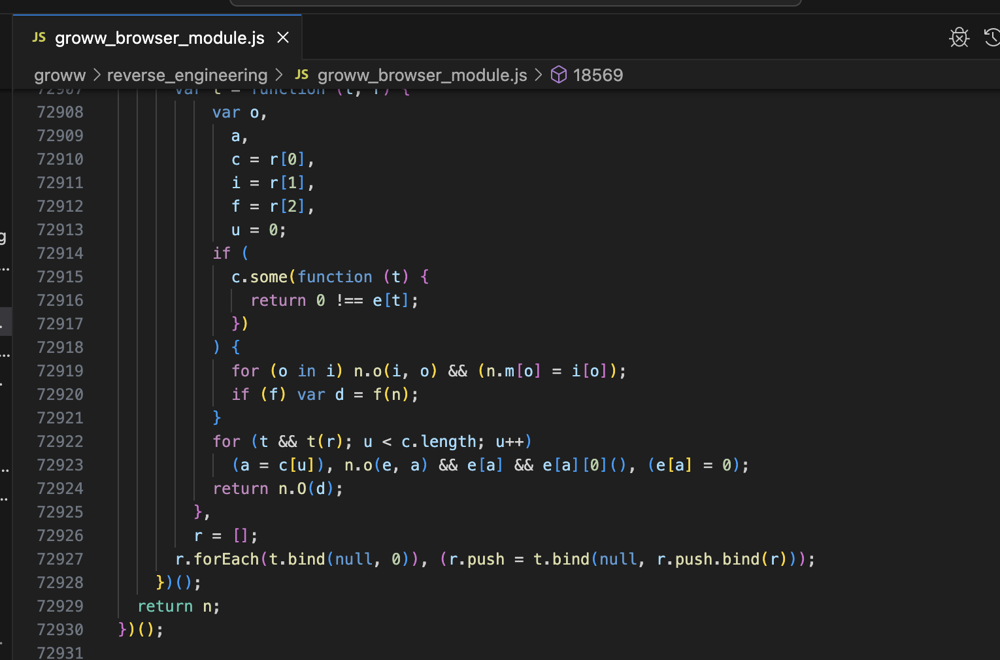 JS groww_browser_module.js
groww > reverse_engineering > JS groww_browser_module.js > 18569
72907 var t = function (t, r) {
72908 var o,
72909 a,
72910 c = r[0],
72911 i = r[1],
72912 f = r[2],
72913 u = 0;
72914 if (
72915 c.some(function (t) {
72916 return 0 !== e[t];
72917 })
72918 ) {
72919 for (o in i) n.o(i, o) && (n.m[o] = i[o]);
72920 if (f) var d = f(n);
72921 }
72922 for (t && t(r); u < c.length; u++)
72923 (a = c[u]), n.o(e, a) && e[a] && e[a][0](), (e[a] = 0);
72924 return n.O(d);
72925 },
72926 r = [];
72927 r.forEach(t.bind(null, 0)), (r.push = t.bind(null, r.push.bind(r)));
72928 })();
72929 return n;
72930 })();
72931